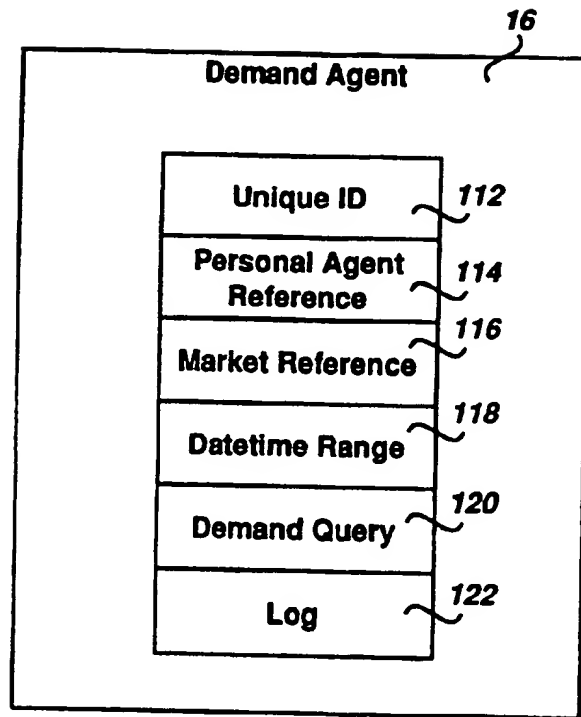 16
Demand Agent
Unique ID
112
Personal Agent
Reference
114
Market Reference
116
Datetime Range
118
Demand Query
120
Log
122